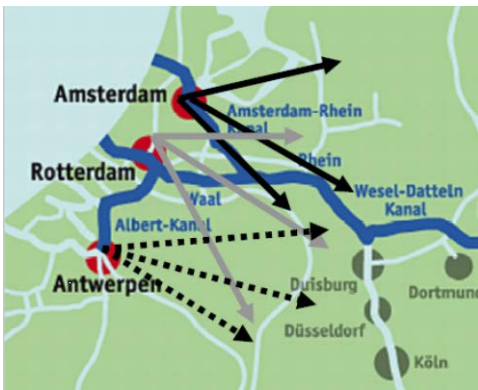 Amsterdam
Amsterdam-Rhein
Kanal
Rotterdam
Rhein
Waal
Wesel-Datteln
Kanal
Albert-Kanal
Antwerpen
Duisburg
Dortmund
Düsseldorf
Köln